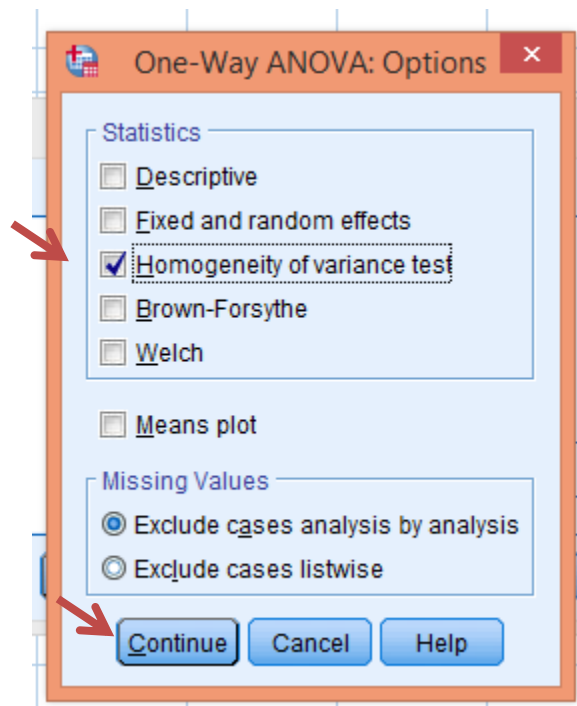 One-Way ANOVA: Options
Statistics
Descriptive
Fixed and random effects
Homogeneity of variance test
Brown-Forsythe
Welch
Means plot
Missing Values
Exclude cases analysis by analysis
Exclude cases listwise
Continue Cancel Help